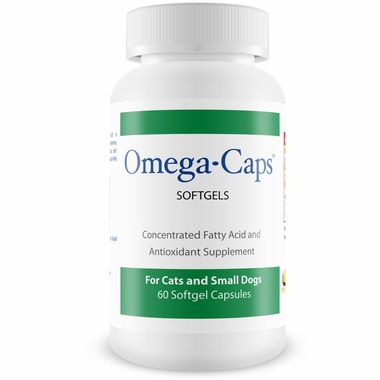 Omega•Caps™
SOFTGELS
Concentrated Fatty Acid and
Antioxidant Supplement
For Cats and Small Dogs
60 Softgel Capsules